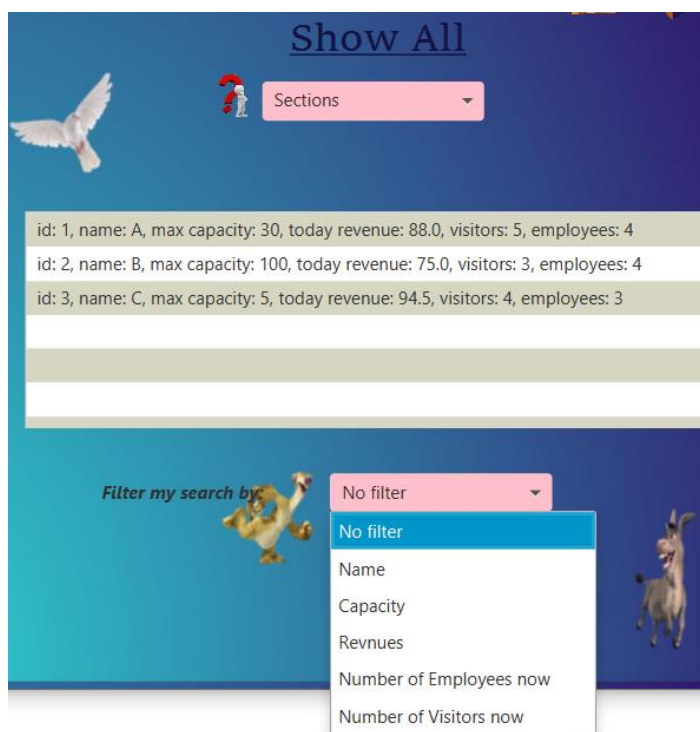 Show All
Sections
id: 1, name: A, max capacity: 30, today revenue: 88.0, visitors: 5, employees: 4
id: 2, name: B, max capacity: 100, today revenue: 75.0, visitors: 3, employees: 4
id: 3, name: C, max capacity: 5, today revenue: 94.5, visitors: 4, employees: 3
Filter my search by:
No filter
No filter
Name
Capacity
Revnues
Number of Employees now
Number of Visitors now